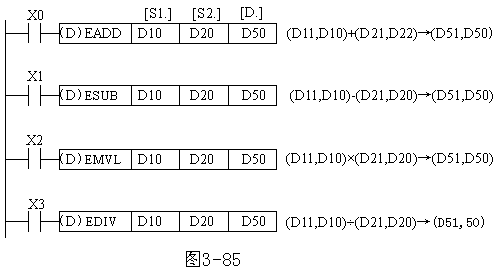 [S1.] [S2.] [D.]
X0 (D)EADD D10 D20 D50 (D11,D10)+(D21,D22)→(D51,D50)
X1 (D)ESUB D10 D20 D50 (D11,D10)-(D21,D20)→(D51,D50)
X2 (D)EMVL D10 D20 D50 (D11,D10)×(D21,D20)→(D51,D50)
X3 (D)EDIV D10 D20 D50 (D11,D10)÷(D21,D20)→(D51,50)
图3-85